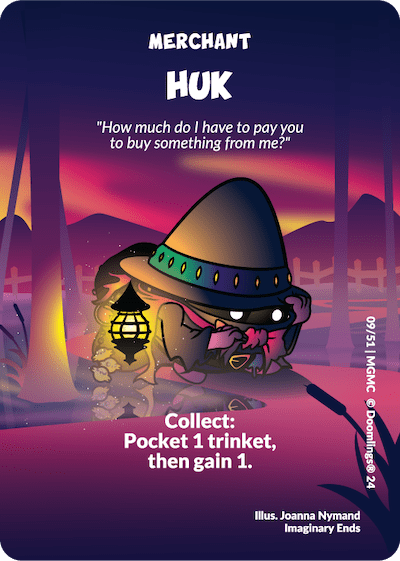 MERCHANT
HUK
"How much do I have to pay you
to buy something from me?"
09/51 | MGMC © Doomlings® 24
Collect:
Pocket 1 trinket,
then gain 1.
Illus. Joanna Nymand
Imaginary Ends